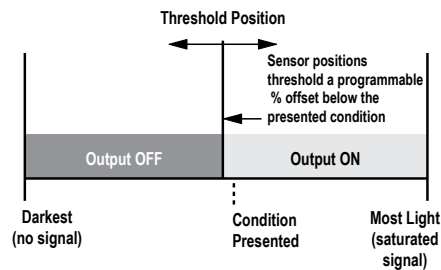 Threshold Position
Sensor positions
threshold a programmable
% offset below the
presented condition
Output OFF
Output ON
Darkest
(no signal)
Condition
Presented
Most Light
(saturated
signal)